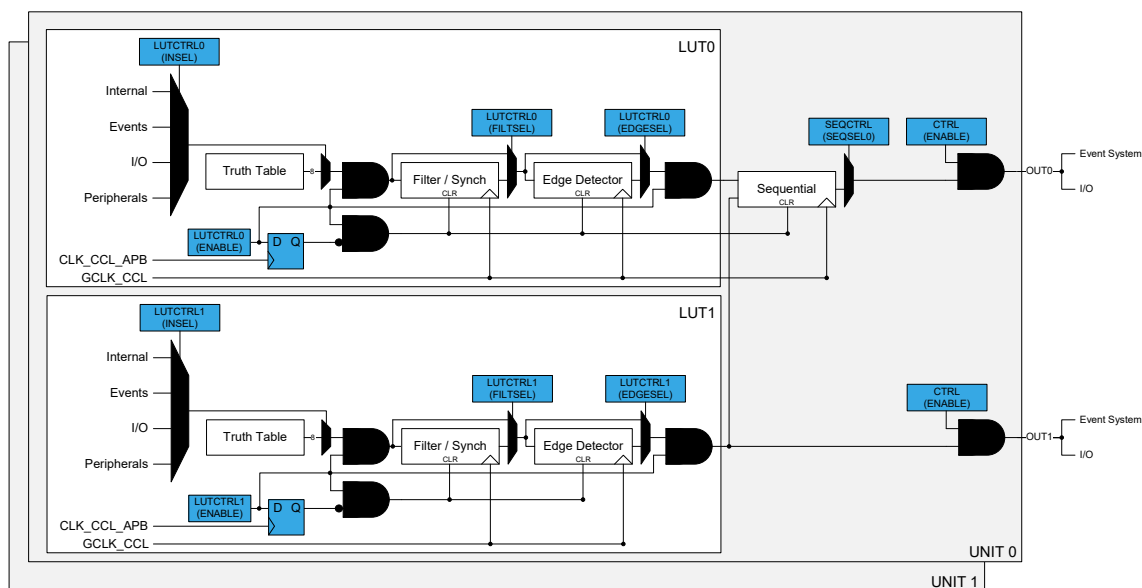 LUTCTRL0
(INSEL)
LUT0
Internal
Events
I/O
Peripherals
Truth Table
8
LUTCTRL0
(FILTSEL)
LUTCTRL0
(EDGESEL)
SEQCTRL
(SEQSEL0)
CTRL
(ENABLE)
Filter / Synch
CLR
Edge Detector
CLR
Sequential
CLR
OUT0
Event System
I/O
LUTCTRL0
(ENABLE)
D Q
CLK_CCL_APB
GCLK_CCL
LUTCTRL1
(INSEL)
LUT1
Internal
Events
I/O
Peripherals
Truth Table
8
LUTCTRL1
(FILTSEL)
LUTCTRL1
(EDGESEL)
CTRL
(ENABLE)
Filter / Synch
CLR
Edge Detector
CLR
OUT1
Event System
I/O
LUTCTRL1
(ENABLE)
D Q
CLK_CCL_APB
GCLK_CCL
UNIT 0
UNIT 1